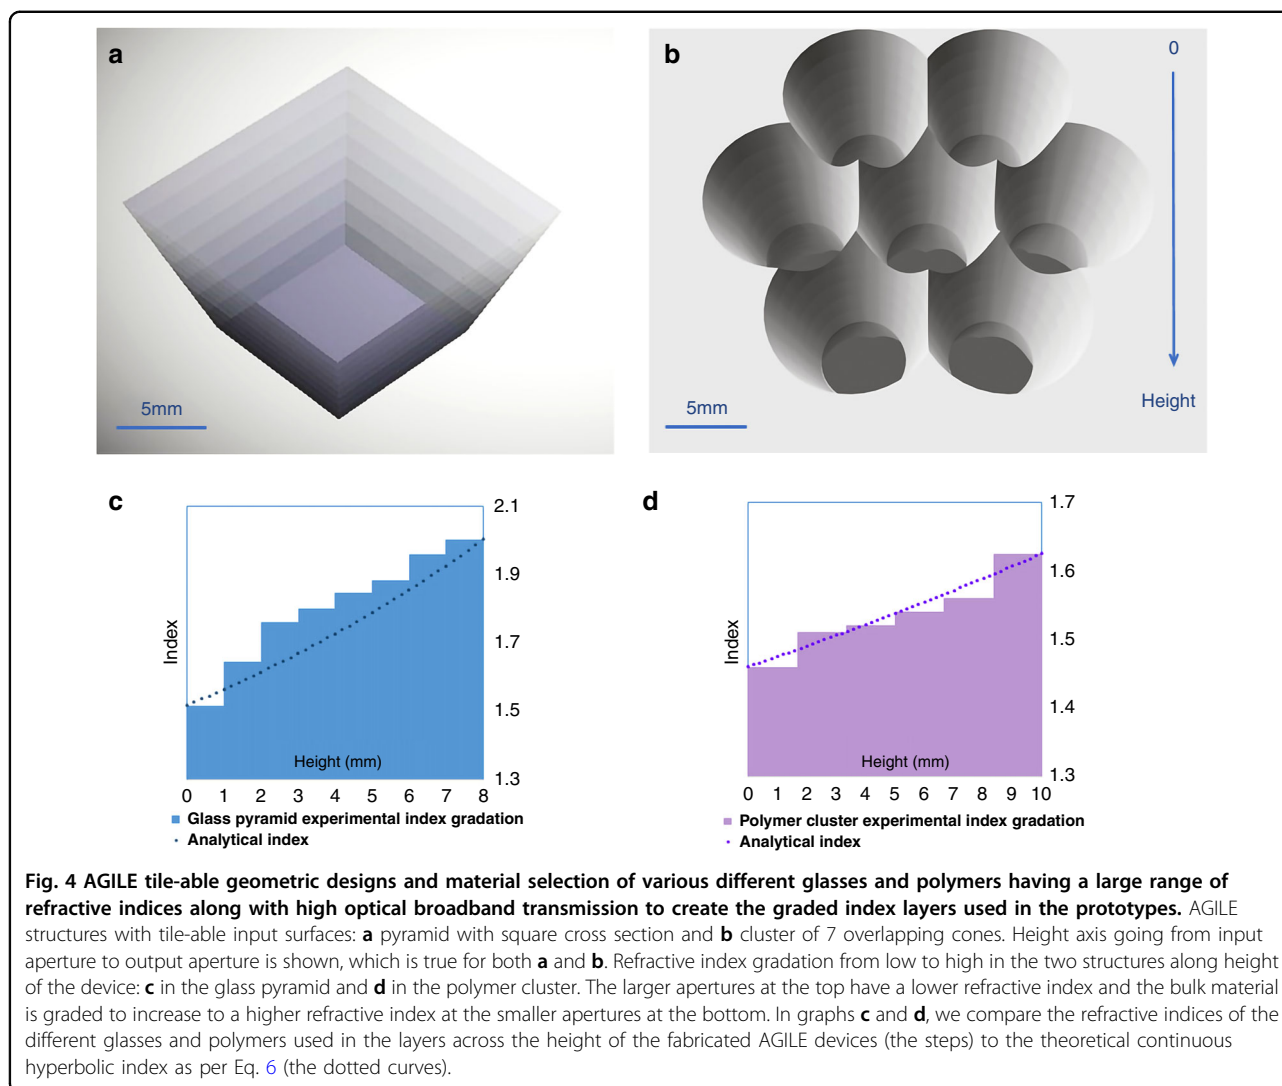 a
b
0
5mm
5mm
Height
c
d
2.1
1.9
1.7
1.5
1.3
Index
Height (mm)
0 1 2 3 4 5 6 7 8
Glass pyramid experimental index gradation
Analytical index
1.7
1.6
1.5
1.4
1.3
Index
Height (mm)
0 1 2 3 4 5 6 7 8 9 10
Polymer cluster experimental index gradation
Analytical index
Fig. 4 AGILE tile-able geometric designs and material selection of various different glasses and polymers having a large range of
refractive indices along with high optical broadband transmission to create the graded index layers used in the prototypes. AGILE
structures with tile-able input surfaces: a pyramid with square cross section and b cluster of 7 overlapping cones. Height axis going from input
aperture to output aperture is shown, which is true for both a and b. Refractive index gradation from low to high in the two structures along height
of the device: c in the glass pyramid and d in the polymer cluster. The larger apertures at the top have a lower refractive index and the bulk material
is graded to increase to a higher refractive index at the smaller apertures at the bottom. In graphs c and d, we compare the refractive indices of the
different glasses and polymers used in the layers across the height of the fabricated AGILE devices (the steps) to the theoretical continuous
hyperbolic index as per Eq. 6 (the dotted curves).